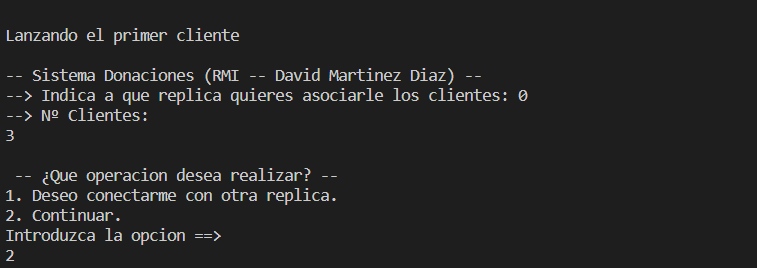 Lanzando el primer cliente
-- Sistema Donaciones (RMI -- David Martinez Diaz) --
--> Indica a que replica quieres asociarle los clientes: 0
--> Nº Clientes:
3
-- ¿Que operacion desea realizar? --
1. Deseo conectarme con otra replica.
2. Continuar.
Introduzca la opcion ==>
2